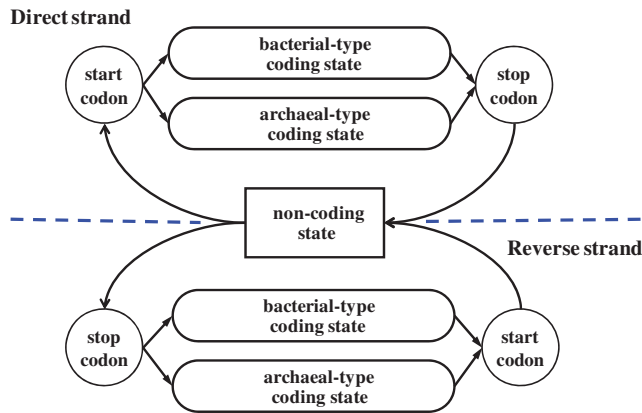 Direct strand
start
codon
bacterial-type
coding state
archaeal-type
coding state
stop
codon
non-coding
state
Reverse strand
stop
codon
bacterial-type
coding state
archaeal-type
coding state
start
codon